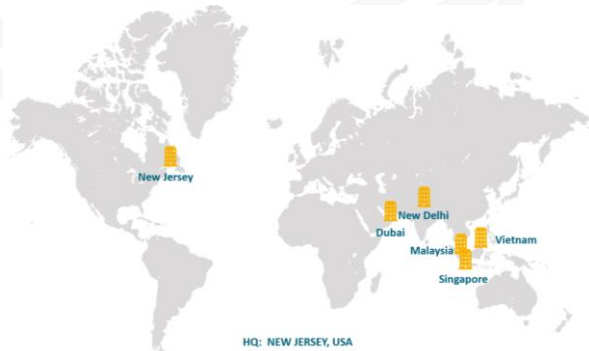 New Jersey
New Delhi
Dubai
Vietnam
Malaysia
Singapore
HQ: NEW JERSEY, USA